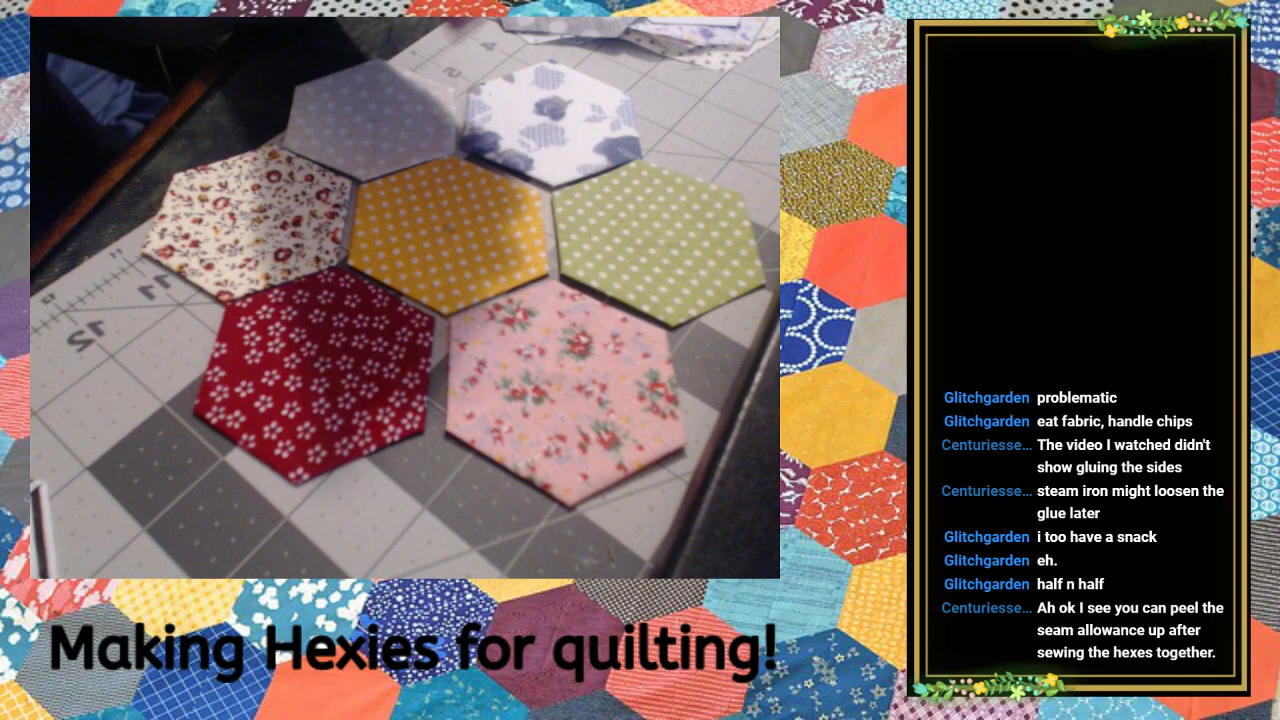 Glitchgarden problematic
Glitchgarden eat fabric, handle chips
Centuriesse… The video I watched didn't
show gluing the sides
Centuriesse… steam iron might loosen the
glue later
Glitchgarden i too have a snack
Glitchgarden eh.
Glitchgarden half n half
Centuriesse… Ah ok I see you can peel the
seam allowance up after
sewing the hexes together.
11
12
Making Hexies for quilting!